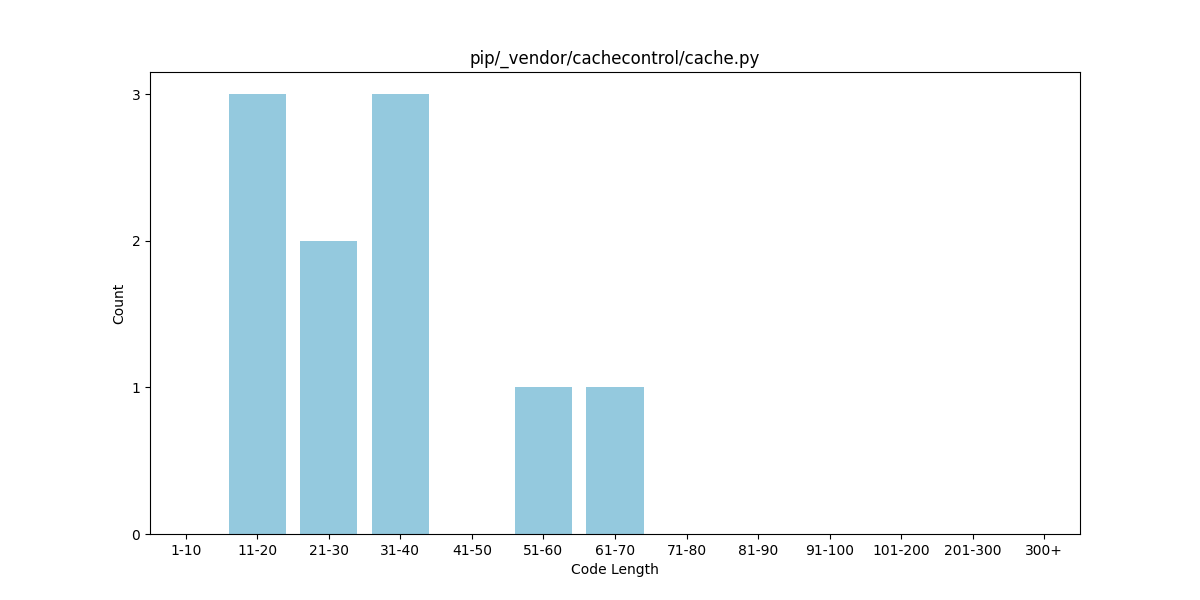 pip/_vendor/cachecontrol/cache.py
3
2
1
0
Count
1-10 11-20 21-30 31-40 41-50 51-60 61-70 71-80 81-90 91-100 101-200 201-300 300+
Code Length